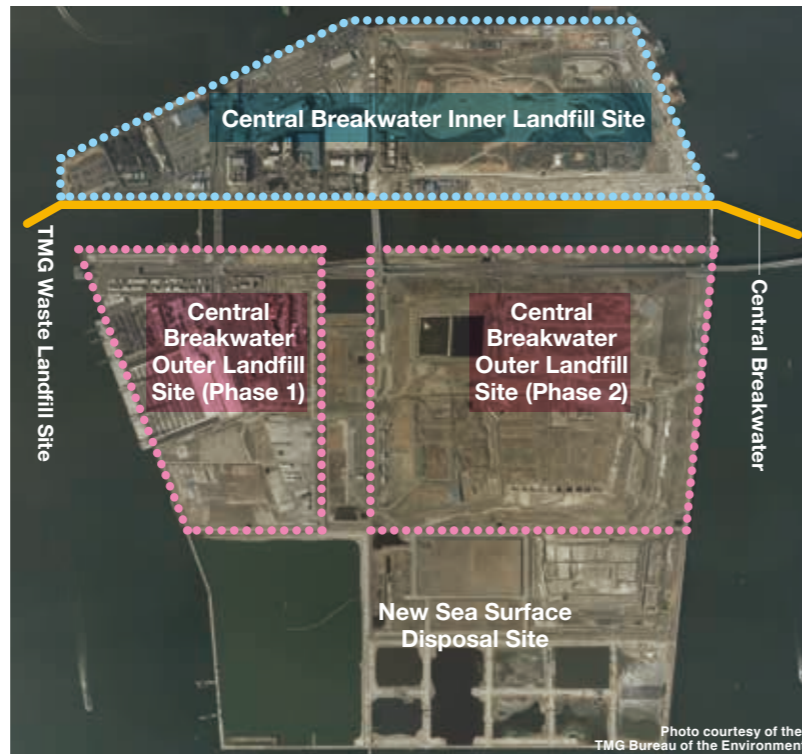 Central Breakwater Inner Landfill Site
TMG Waste Landfill Site
Central Breakwater
Central
Breakwater
Outer Landfill
Site (Phase 1)
Central
Breakwater
Outer Landfill
Site (Phase 2)
New Sea Surface
Disposal Site
Photo courtesy of the
TMG Bureau of the Environmen